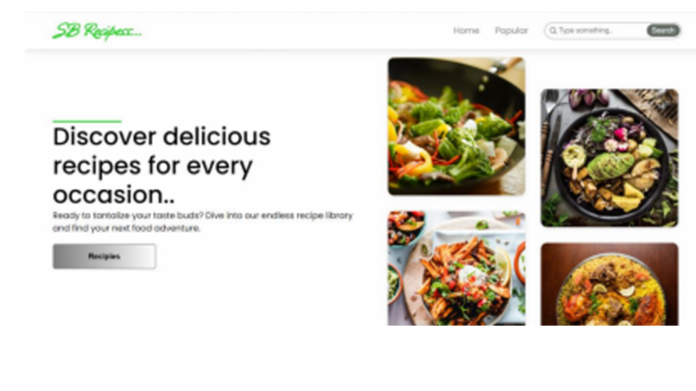 SB Recipess...
Home Popular Type something.. Search
Discover delicious
recipes for every
occasion..
Ready to tantalize your taste buds? Dive into our endless recipe library
and find your next food adventure.
Recipies